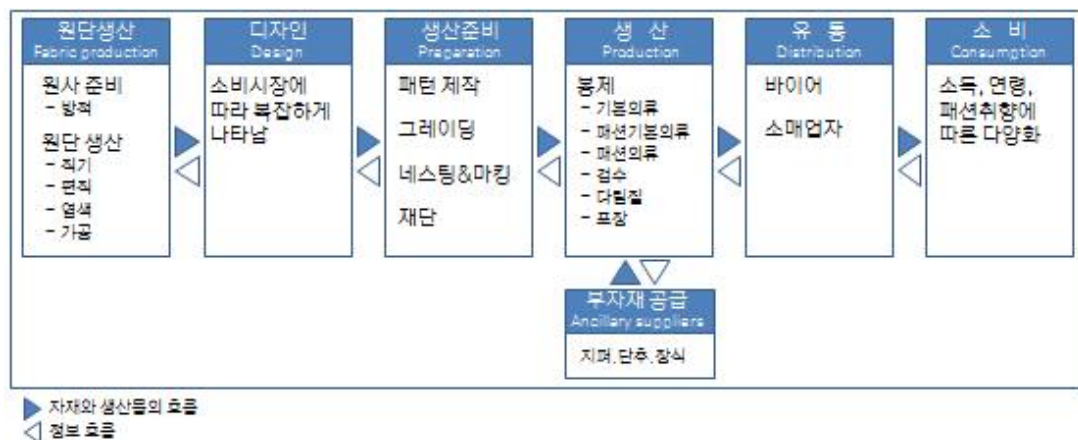 원단생산
Fabric production
원사 준비
- 방적
원단 생산
- 직기
- 편직
- 염색
- 가공
디자인
Design
소비시장에
따라 복잡하게
나타남
생산준비
Preparation
패턴 제작
그레이딩
네스팅&마킹
재단
생 산
Production
봉제
- 기본의류
- 패션기본의류
- 패션의류
- 검수
- 다림질
- 포장
유 통
Distribution
바이어
소매업자
소 비
Consumption
소득, 연령,
패션취향에
따른 다양화
부자재 공급
Ancillary suppliers
지퍼,단추,장식
자재와 생산물의 흐름
정보 흐름